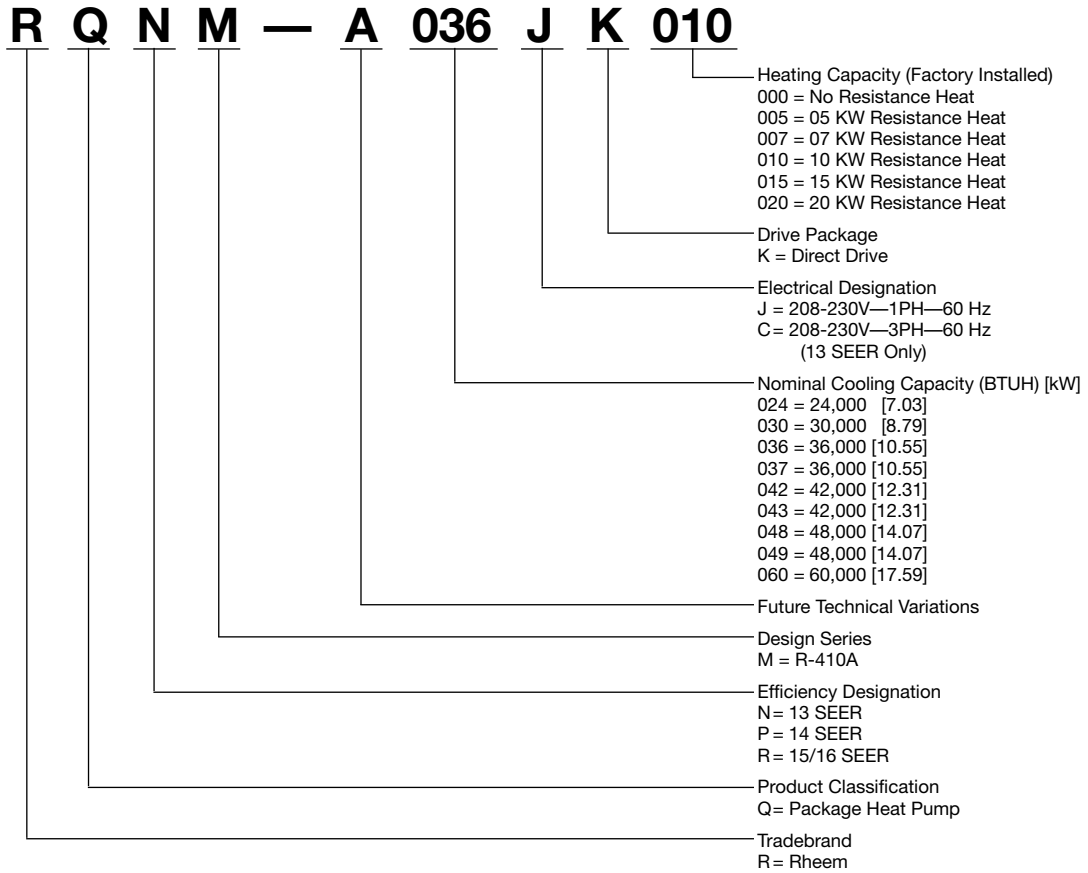 R Q N M — A 036 J K 010
Heating Capacity (Factory Installed)
000 = No Resistance Heat
005 = 05 KW Resistance Heat
007 = 07 KW Resistance Heat
010 = 10 KW Resistance Heat
015 = 15 KW Resistance Heat
020 = 20 KW Resistance Heat
Drive Package
K = Direct Drive
Electrical Designation
J = 208-230V—1PH—60 Hz
C= 208-230V—3PH—60 Hz
(13 SEER Only)
Nominal Cooling Capacity (BTUH) [kW]
024 = 24,000 [7.03]
030 = 30,000 [8.79]
036 = 36,000 [10.55]
037 = 36,000 [10.55]
042 = 42,000 [12.31]
043 = 42,000 [12.31]
048 = 48,000 [14.07]
049 = 48,000 [14.07]
060 = 60,000 [17.59]
Future Technical Variations
Design Series
M = R-410A
Efficiency Designation
N= 13 SEER
P = 14 SEER
R= 15/16 SEER
Product Classification
Q= Package Heat Pump
Tradebrand
R= Rheem